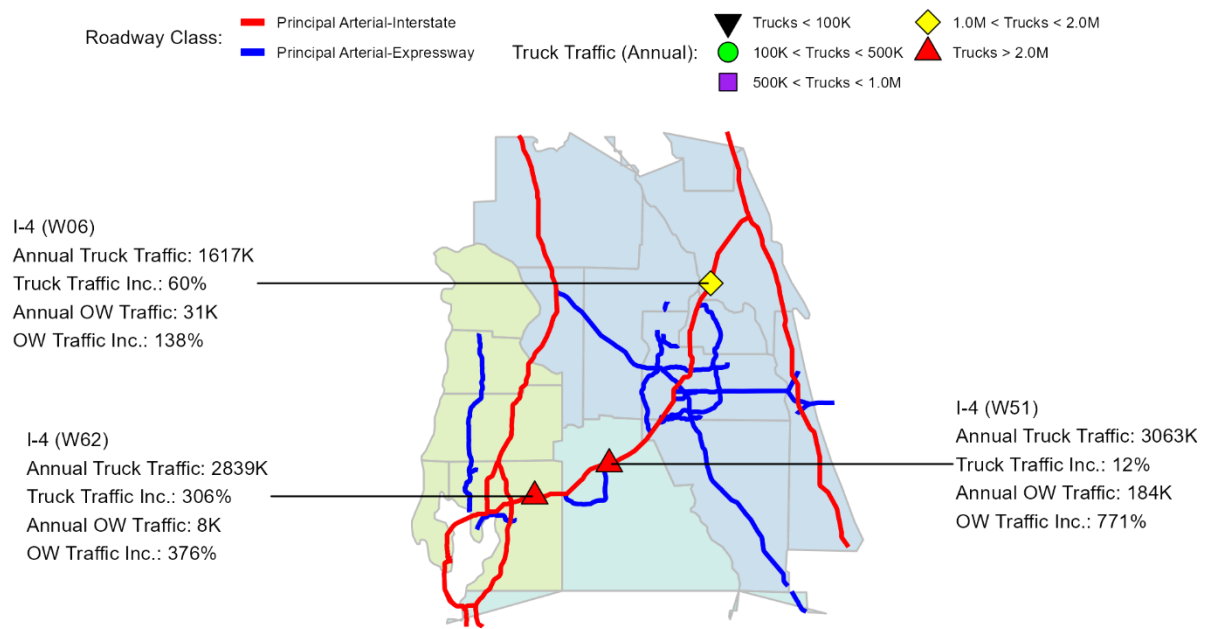 Roadway Class:
Principal Arterial-Interstate
Principal Arterial-Expressway
Truck Traffic (Annual):
Trucks < 100K
100K < Trucks < 500K
500K < Trucks < 1.0M
1.0M < Trucks < 2.0M
Trucks > 2.0M
I-4 (W06)
Annual Truck Traffic: 1617K
Truck Traffic Inc.: 60%
Annual OW Traffic: 31K
OW Traffic Inc.: 138%
I-4 (W62)
Annual Truck Traffic: 2839K
Truck Traffic Inc.: 306%
Annual OW Traffic: 8K
OW Traffic Inc.: 376%
I-4 (W51)
Annual Truck Traffic: 3063K
Truck Traffic Inc.: 12%
Annual OW Traffic: 184K
OW Traffic Inc.: 771%